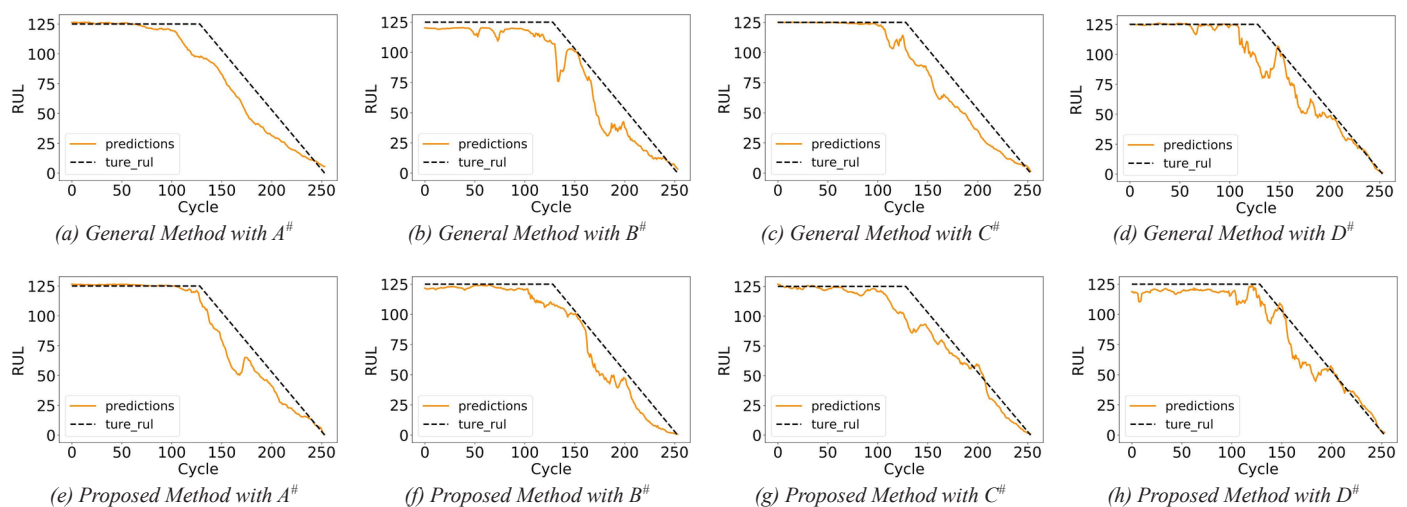 125
100
75
50
25
0
RUL
predictions
ture_rul
0 50 100 150 200 250
Cycle
(a) General Method with A#
125
100
75
50
25
0
RUL
predictions
ture_rul
0 50 100 150 200 250
Cycle
(b) General Method with B#
125
100
75
50
25
0
RUL
predictions
ture_rul
0 50 100 150 200 250
Cycle
(c) General Method with C#
125
100
75
50
25
0
RUL
predictions
ture_rul
0 50 100 150 200 250
Cycle
(d) General Method with D#
125
100
75
50
25
0
RUL
predictions
ture_rul
0 50 100 150 200 250
Cycle
(e) Proposed Method with A#
125
100
75
50
25
0
RUL
predictions
ture_rul
0 50 100 150 200 250
Cycle
(f) Proposed Method with B#
125
100
75
50
25
0
RUL
predictions
ture_rul
0 50 100 150 200 250
Cycle
(g) Proposed Method with C#
125
100
75
50
25
0
RUL
predictions
ture_rul
0 50 100 150 200 250
Cycle
(h) Proposed Method with D#